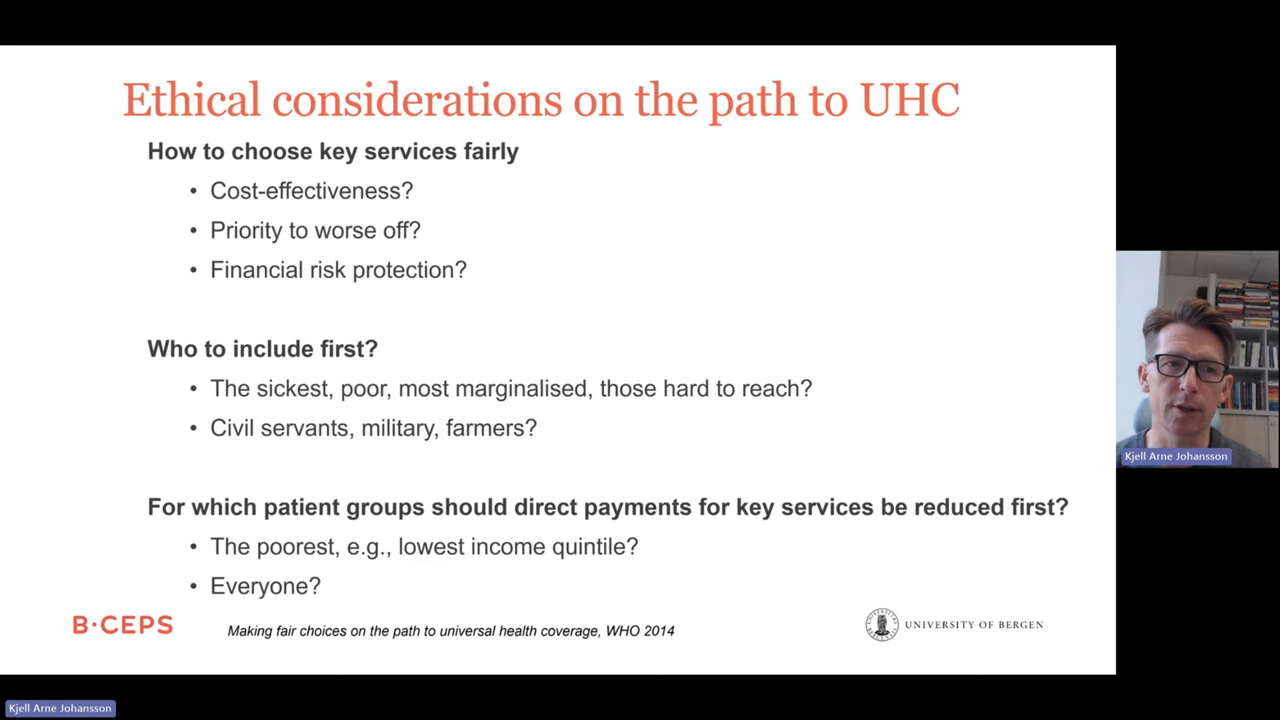 Ethical considerations on the path to UHC
How to choose key services fairly
• Cost-effectiveness?
• Priority to worse off?
• Financial risk protection?
Who to include first?
• The sickest, poor, most marginalised, those hard to reach?
• Civil servants, military, farmers?
For which patient groups should direct payments for key services be reduced first?
• The poorest, e.g., lowest income quintile?
• Everyone?
B·CEPS
Making fair choices on the path to universal health coverage, WHO 2014
UNIVERSITY OF BERGEN
Kjell Arne Johansson
Kjell Arne Johansson